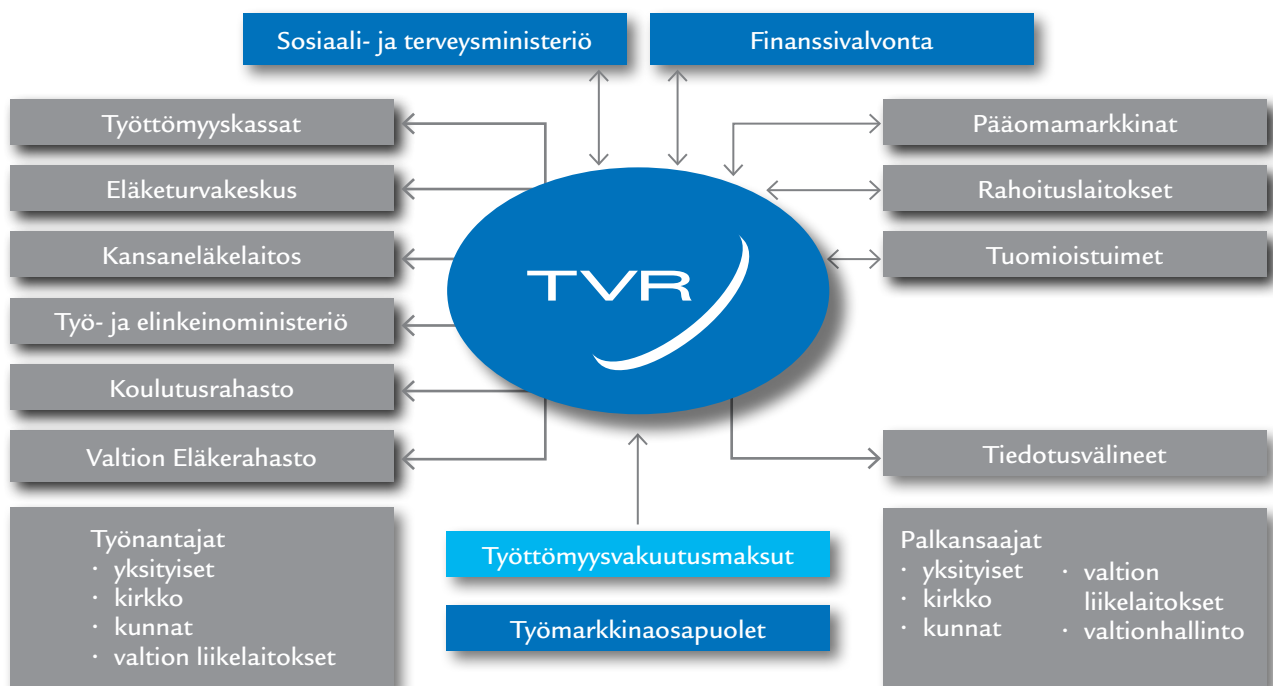 Sosiaali- ja terveysministeriö
Finanssivalvonta
Työttömyyskassat
Eläketurvakeskus
Kansaneläkelaitos
Työ- ja elinkeinoministeriö
Koulutusrahasto
Valtion Eläkerahasto
Työnantajat
· yksityiset
· kirkko
· kunnat
· valtion liikelaitokset
TVR
Työttömyysvakuutusmaksut
Työmarkkinaosapuolet
Pääomamarkkinat
Rahoituslaitokset
Tuomioistuimet
Tiedotusvälineet
Palkansaajat
· yksityiset
· kirkko
· kunnat
· valtion
liikelaitokset
· valtionhallinto